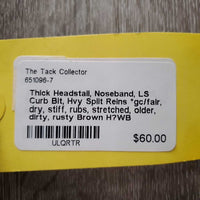 The Tack Collector
651096-7
Thick Headstall, Noseband, LS
Curb Bit, Hvy Split Reins *gc/fair,
dry, stiff, rubs, stretched, older,
dirty, rusty Brown H?WB
$60.00
ULQRTR